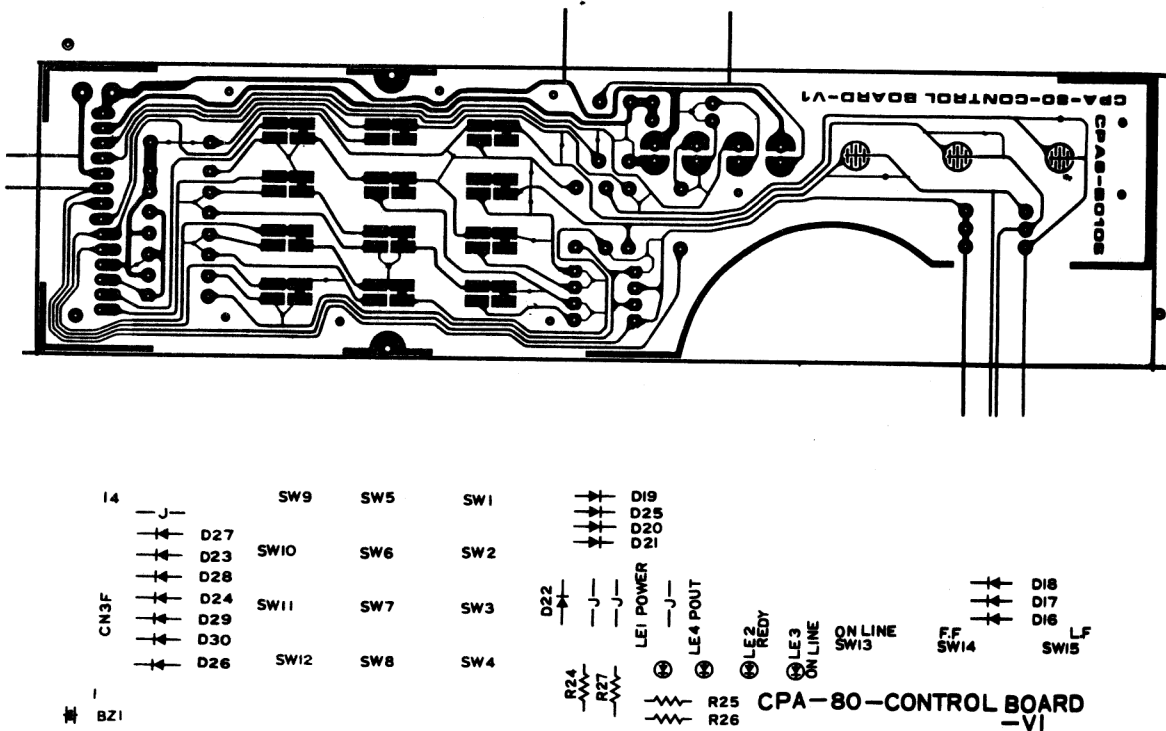 CPA-80-CONTROL BOARD-V1
CPAB-8010B
14 SW9 SW5 SW1 D19
J D25
D27 D20
D23 SW10 SW6 SW2 D21
D28
D24 D22 J J LE1 POWER J LE4 POUT D18
CN3F SW11 SW7 SW3 D17
D29 D16
D30 LE2 REDY LE3 ON LINE ON LINE SW13 F.F SW14 LF SW15
D26 SW12 SW8 SW4
R24 R27
1 R25 CPA-80-CONTROL BOARD
BZ1 R26 -V1